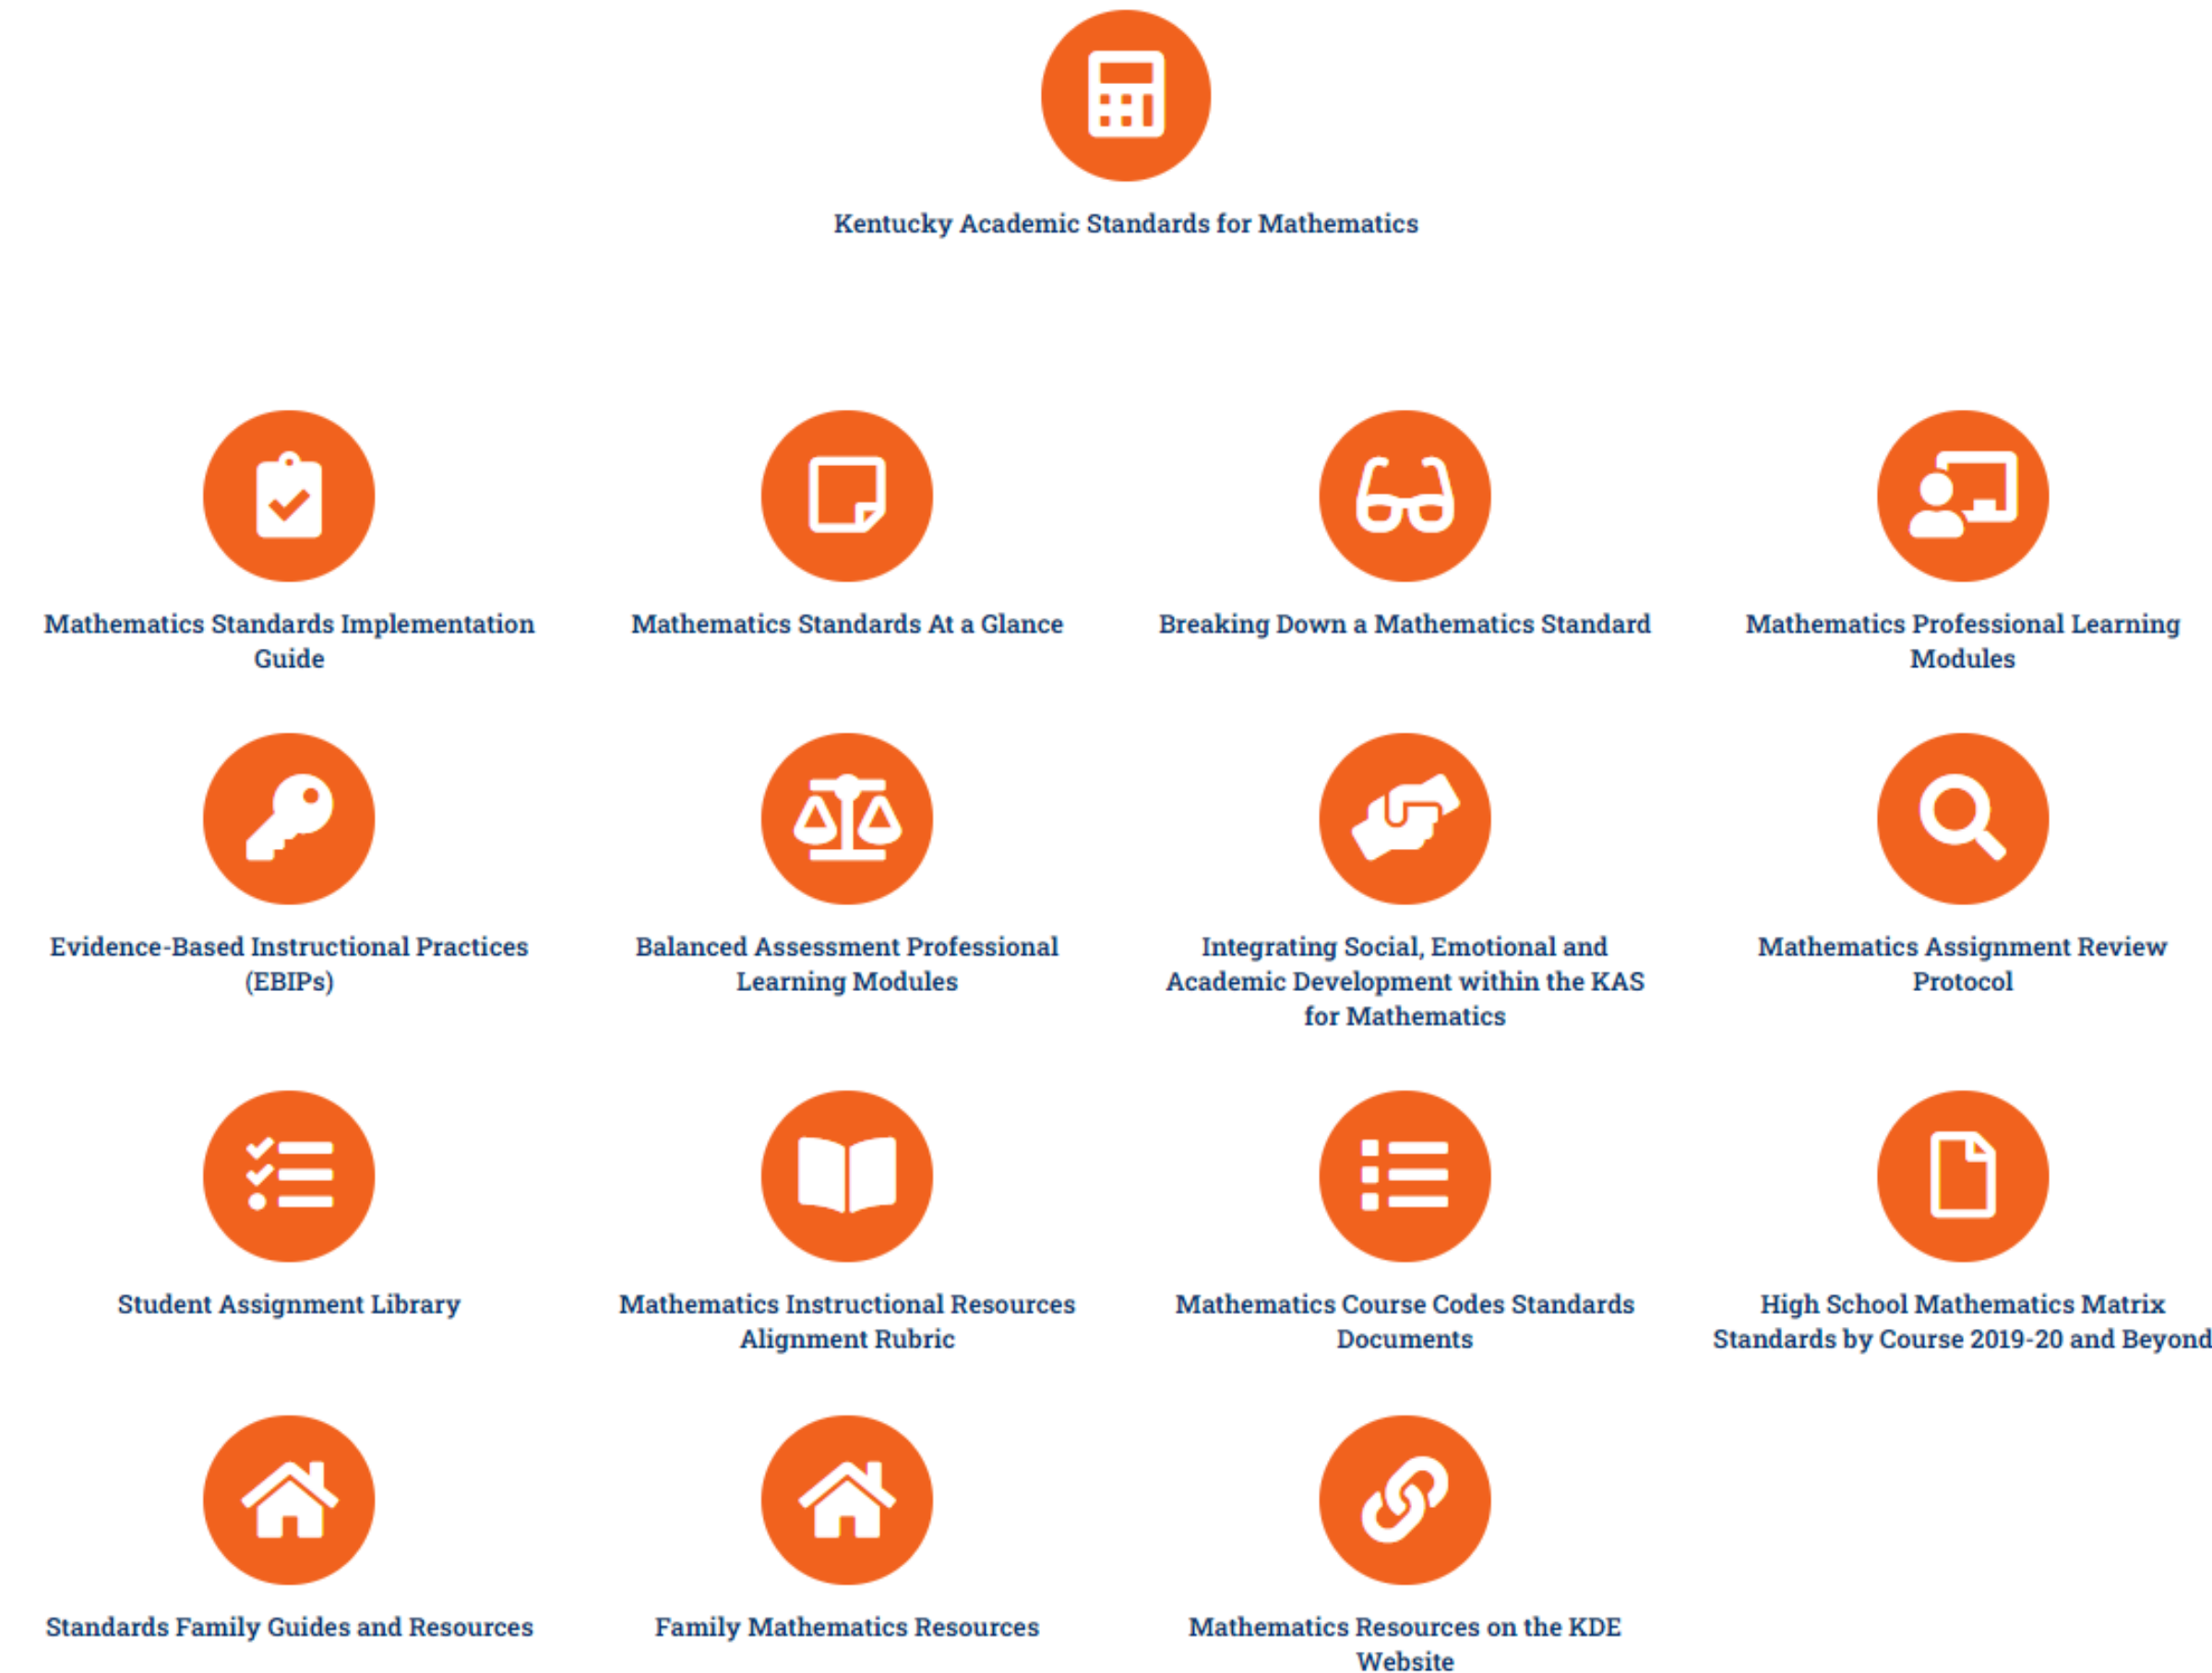 Kentucky Academic Standards for Mathematics
Mathematics Standards Implementation
Guide
Mathematics Standards At a Glance
Breaking Down a Mathematics Standard
Mathematics Professional Learning
Modules
Evidence-Based Instructional Practices
(EBIPs)
Balanced Assessment Professional
Learning Modules
Integrating Social, Emotional and
Academic Development within the KAS
for Mathematics
Mathematics Assignment Review
Protocol
Student Assignment Library
Mathematics Instructional Resources
Alignment Rubric
Mathematics Course Codes Standards
Documents
High School Mathematics Matrix
Standards by Course 2019-20 and Beyond
Standards Family Guides and Resources
Family Mathematics Resources
Mathematics Resources on the KDE
Website